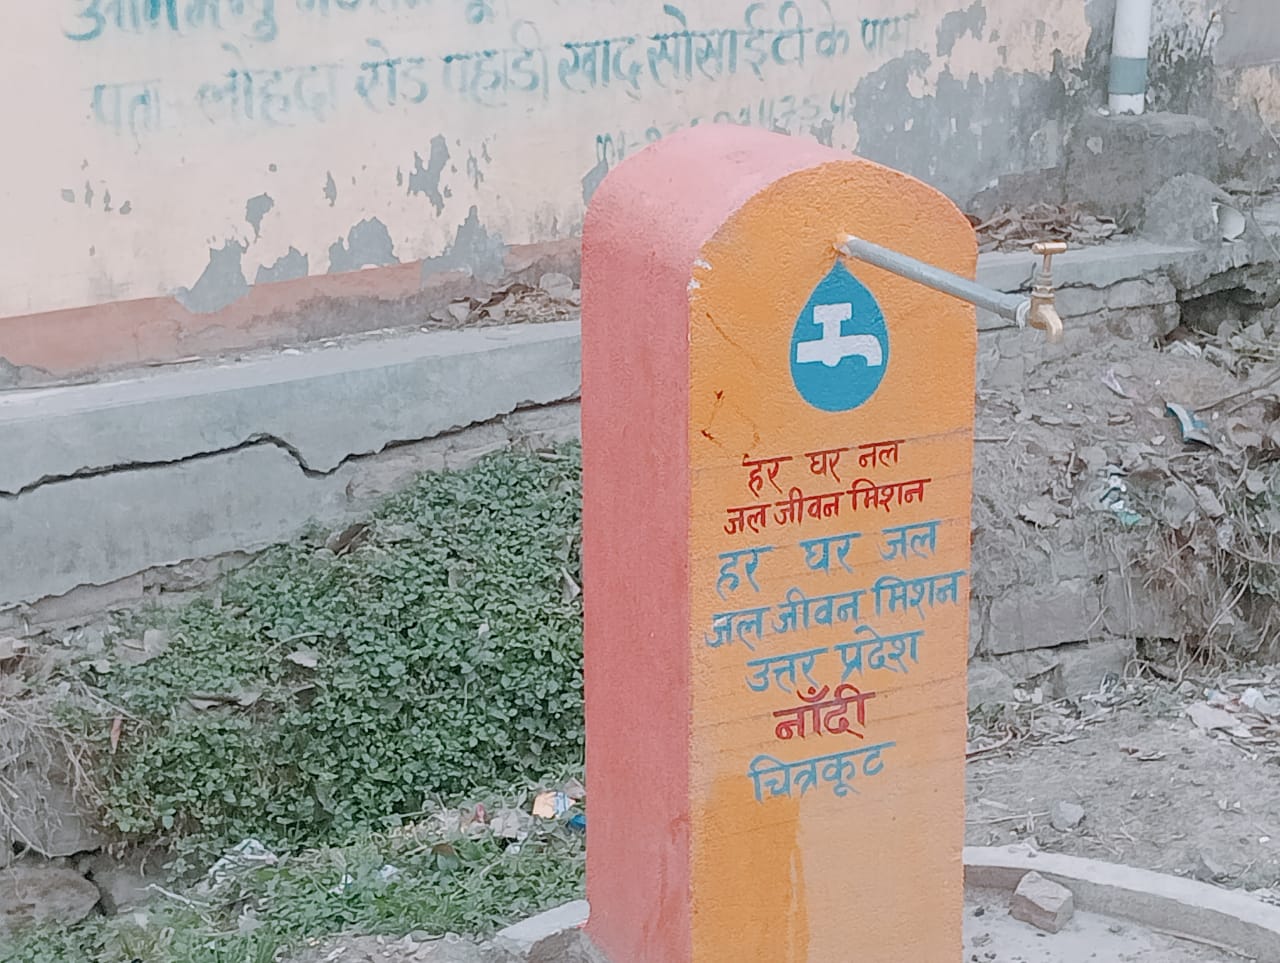 पता लोहदा रोड पहाडी खाद सोसाईटी के पास
हर घर नल
जल जीवन मिशन
हर घर जल
जल जीवन मिशन
उत्तर प्रदेश
नाँदी
चित्रकूट